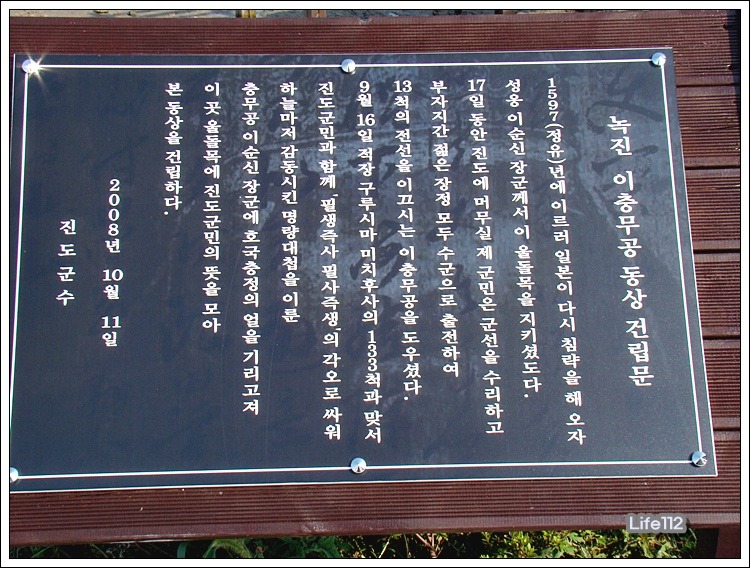 녹진 이충무공 동상 건립문
1597(정유)년에 이르러 일본이 다시 침략을 해 오자
성웅 이순신 장군께서 이 울돌목을 지키셨도다.
17일 동안 진도에 머무실 제 군민은 군선을 수리하고
부자지간 젊은 장정 모두 수군으로 출전하여
13척의 전선을 이끄시는 이충무공을 도우셨다.
9월 16일 적장 구루시마 미치후사의 133척과 맞서
진도군민과 함께 "필생즉사 필사즉생"의 각오로 싸워
하늘마저 감동시킨 명량대첩을 이룬
충무공 이순신 장군에 호국충정의 얼을 기리고져
이 곳 울돌목에 진도군민의 뜻을 모아
본 동상을 건립하다.
2008년 10월 11일
진도군수
Life112